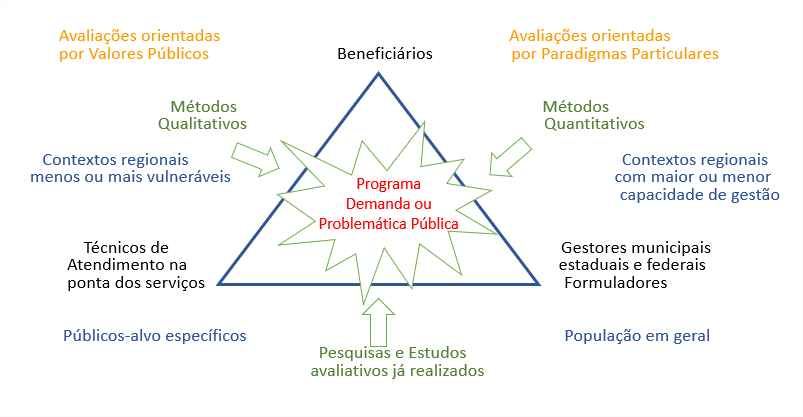 Avaliações orientadas
por Valores Públicos
Beneficiários
Avaliações orientadas
por Paradigmas Particulares
Métodos
Qualitativos
Métodos
Quantitativos
Contextos regionais
menos ou mais vulneráveis
Contextos regionais
com maior ou menor
capacidade de gestão
Programa
Demanda ou
Problemática Pública
Técnicos de
Atendimento na
ponta dos serviços
Gestores municipais
estaduais e federais
Formuladores
Públicos-alvo específicos
População em geral
Pesquisas e Estudos
avaliativos já realizados